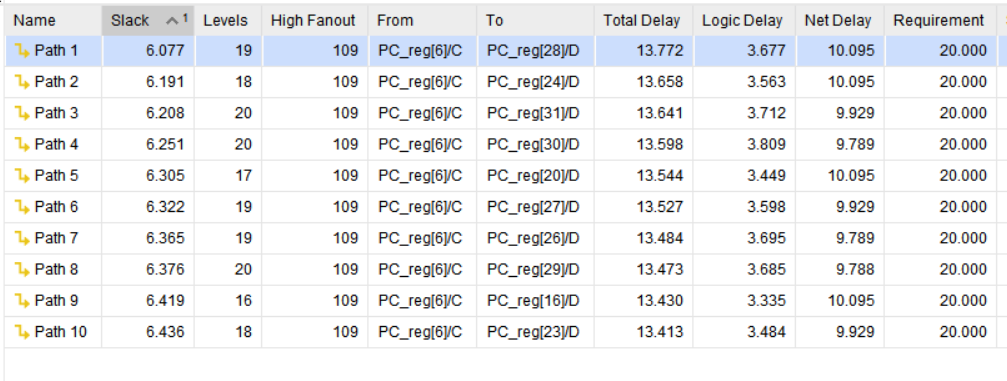 Name Slack 1 Levels High Fanout From To Total Delay Logic Delay Net Delay Requirement
Path 1 6.077 19 109 PC_reg[6]/C PC_reg[28]/D 13.772 3.677 10.095 20.000
Path 2 6.191 18 109 PC_reg[6]/C PC_reg[24]/D 13.658 3.563 10.095 20.000
Path 3 6.208 20 109 PC_reg[6]/C PC_reg[31]/D 13.641 3.712 9.929 20.000
Path 4 6.251 20 109 PC_reg[6]/C PC_reg[30]/D 13.598 3.809 9.789 20.000
Path 5 6.305 17 109 PC_reg[6]/C PC_reg[20]/D 13.544 3.449 10.095 20.000
Path 6 6.322 19 109 PC_reg[6]/C PC_reg[27]/D 13.527 3.598 9.929 20.000
Path 7 6.365 19 109 PC_reg[6]/C PC_reg[26]/D 13.484 3.695 9.789 20.000
Path 8 6.376 20 109 PC_reg[6]/C PC_reg[29]/D 13.473 3.685 9.788 20.000
Path 9 6.419 16 109 PC_reg[6]/C PC_reg[16]/D 13.430 3.335 10.095 20.000
Path 10 6.436 18 109 PC_reg[6]/C PC_reg[23]/D 13.413 3.484 9.929 20.000